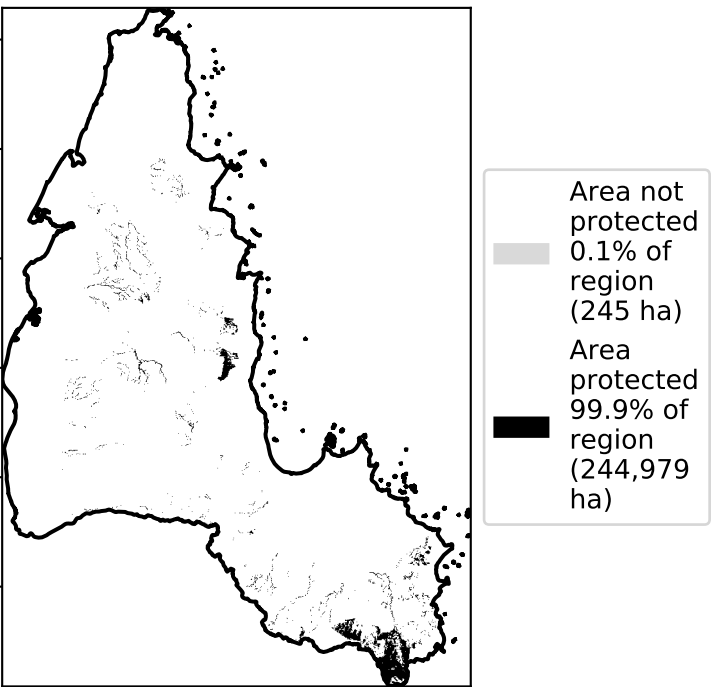 Area not
protected
0.1% of
region
(245 ha)
Area
protected
99.9% of
region
(244,979
ha)